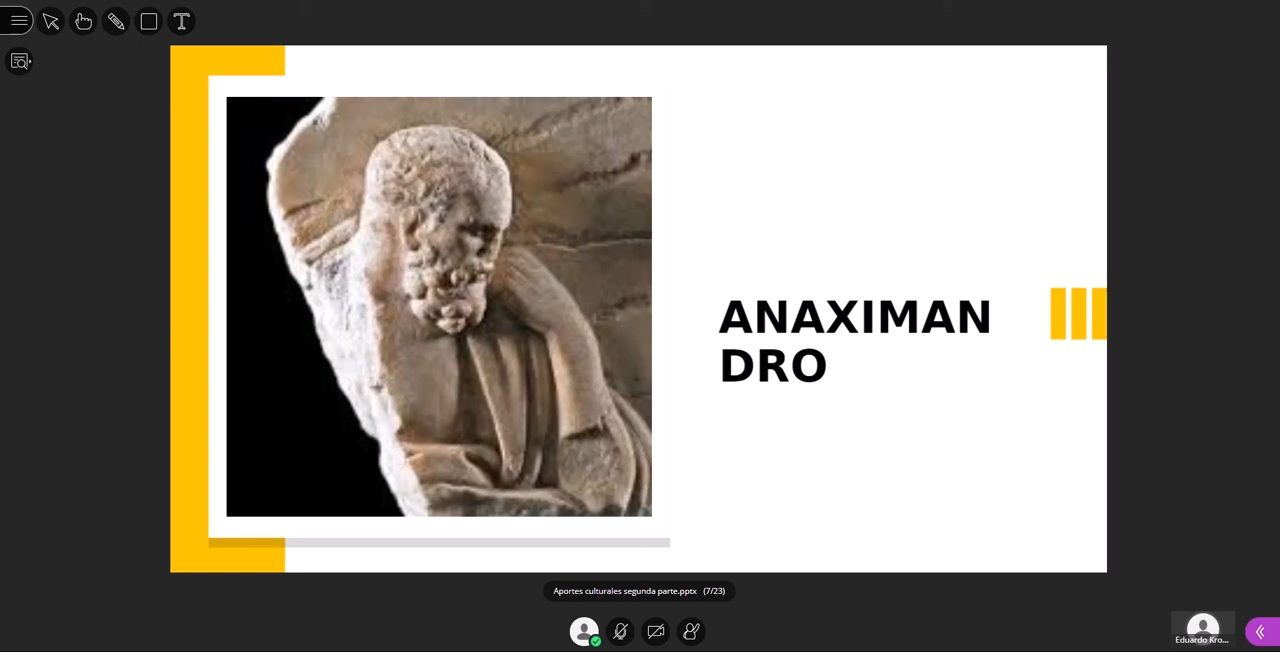 ANAXIMAN
DRO
Aportes culturales segunda parte.pptx (7/23)
Eduardo Kro...